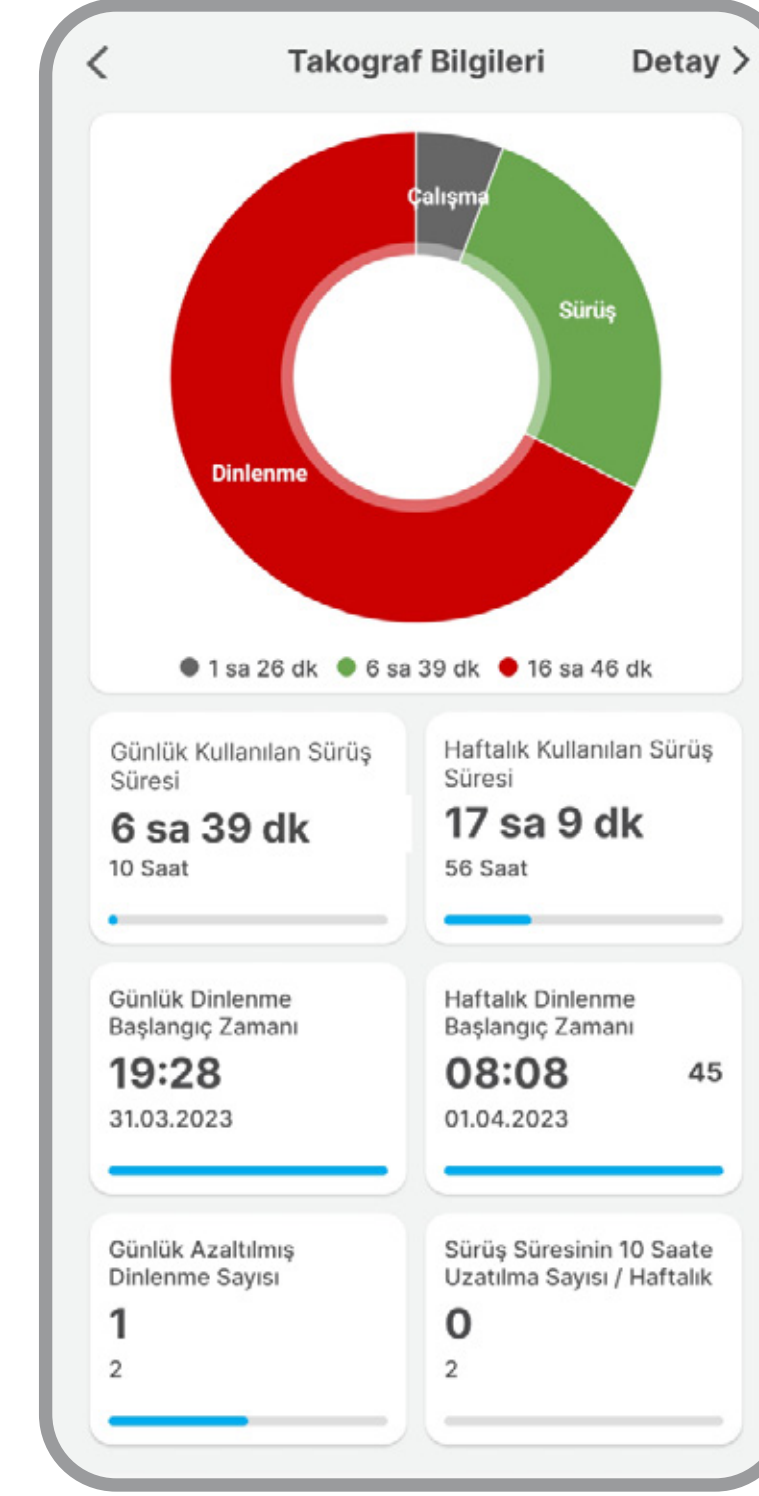 Takograf Bilgileri Detay >
Çalışma
Sürüş
Dinlenme
1 sa 26 dk 6 sa 39 dk 16 sa 46 dk
Günlük Kullanılan Sürüş
Süresi
6 sa 39 dk
10 Saat
Haftalık Kullanılan Sürüş
Süresi
17 sa 9 dk
56 Saat
Günlük Dinlenme
Başlangıç Zamanı
19:28
31.03.2023
Haftalık Dinlenme
Başlangıç Zamanı
08:08 45
01.04.2023
Günlük Azaltılmış
Dinlenme Sayısı
1
2
Sürüş Süresinin 10 Saate
Uzatılma Sayısı / Haftalık
0
2